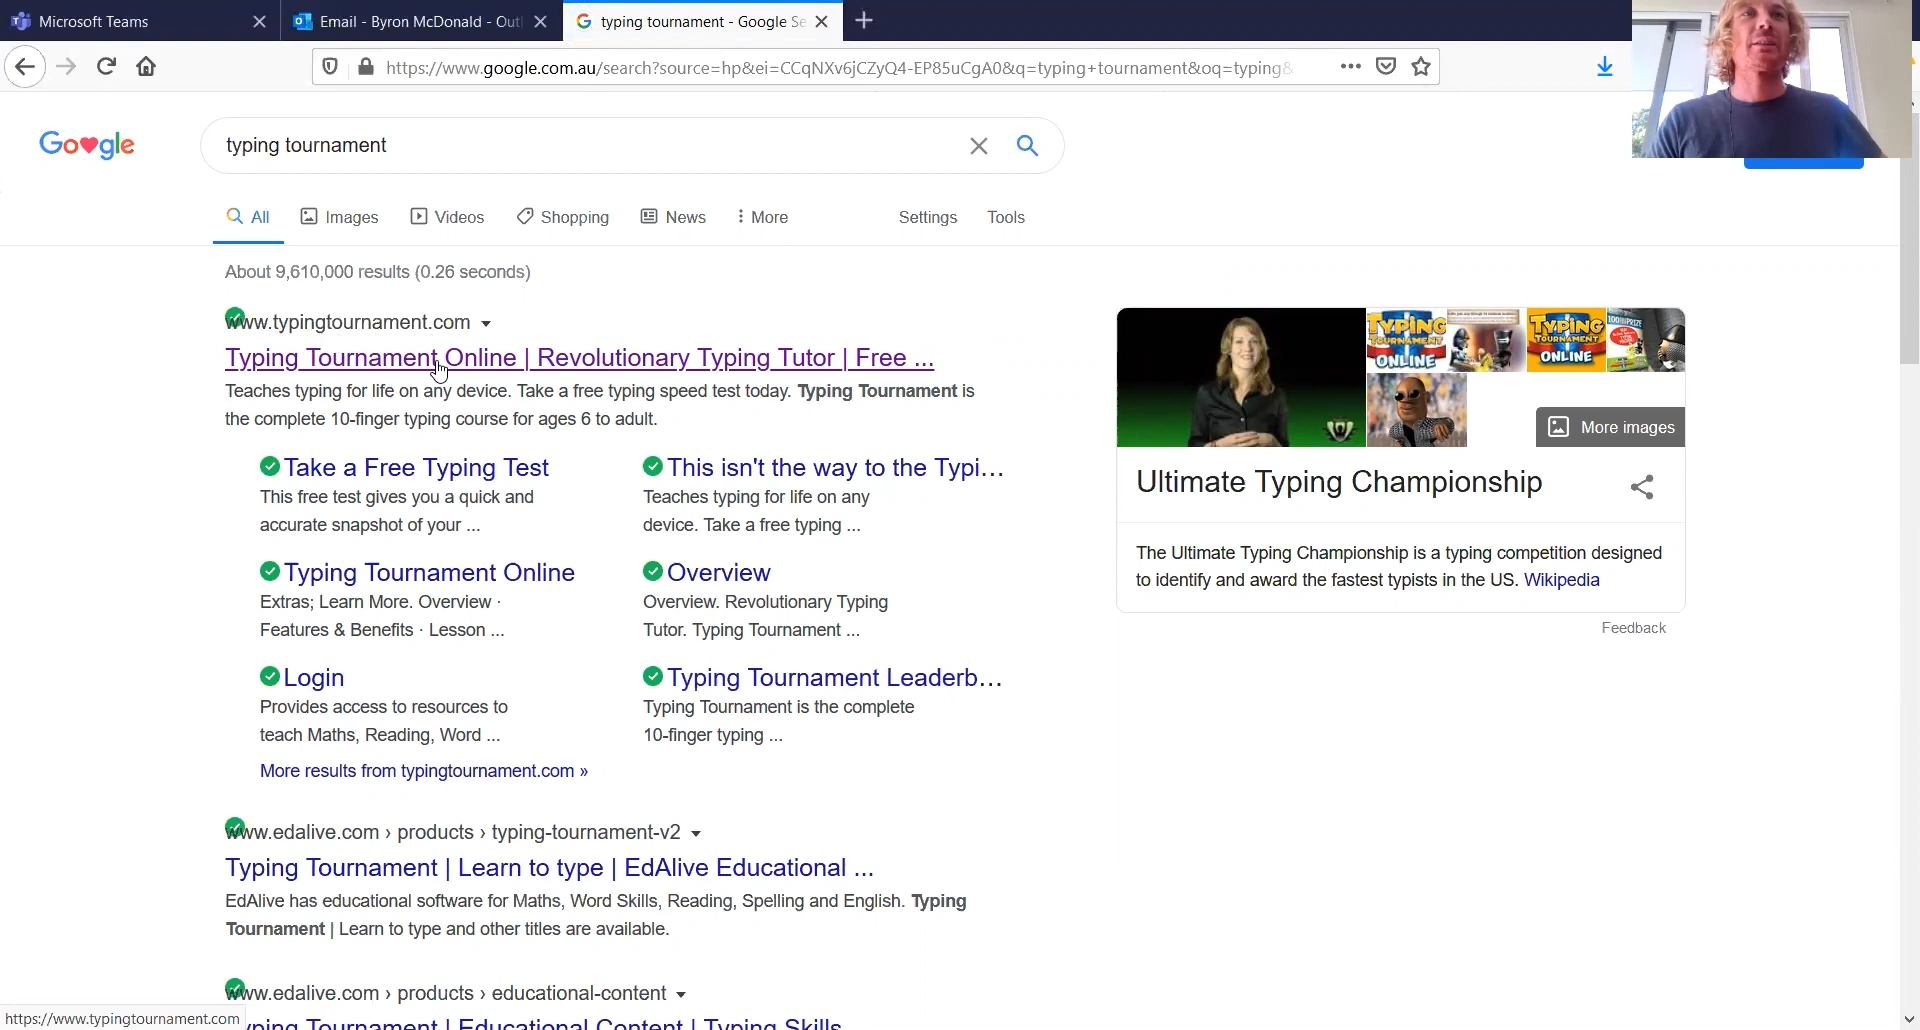 Microsoft Teams
Email - Byron McDonald - Outl
typing tournament - Google Se
https://www.google.com.au/search?source=hp&ei=CCqNXv6jCZyQ4-EP85uCgA0&q=typing+tournament&oq=typing&
Google
typing tournament
All
Images
Videos
Shopping
News
More
Settings
Tools
About 9,610,000 results (0.26 seconds)
www.typingtournament.com
Typing Tournament Online | Revolutionary Typing Tutor | Free ...
Teaches typing for life on any device. Take a free typing speed test today. Typing Tournament is
the complete 10-finger typing course for ages 6 to adult.
Take a Free Typing Test
This free test gives you a quick and
accurate snapshot of your ...
This isn't the way to the Typi...
Teaches typing for life on any
device. Take a free typing ...
Typing Tournament Online
Extras; Learn More. Overview ·
Features & Benefits · Lesson ...
Overview
Overview. Revolutionary Typing
Tutor. Typing Tournament ...
Login
Provides access to resources to
teach Maths, Reading, Word ...
Typing Tournament Leaderb...
Typing Tournament is the complete
10-finger typing ...
More results from typingtournament.com »
www.edalive.com › products › typing-tournament-v2
Typing Tournament | Learn to type | EdAlive Educational ...
EdAlive has educational software for Maths, Word Skills, Reading, Spelling and English. Typing
Tournament | Learn to type and other titles are available.
www.edalive.com › products › educational-content
Typing Tournament | Educational Content | Typing Skills
TYPING
TOURNAMENT
ONLINE
TYPING
TOURNAMENT
ONLINE
More images
Ultimate Typing Championship
The Ultimate Typing Championship is a typing competition designed
to identify and award the fastest typists in the US. Wikipedia
Feedback
https://www.typingtournament.com